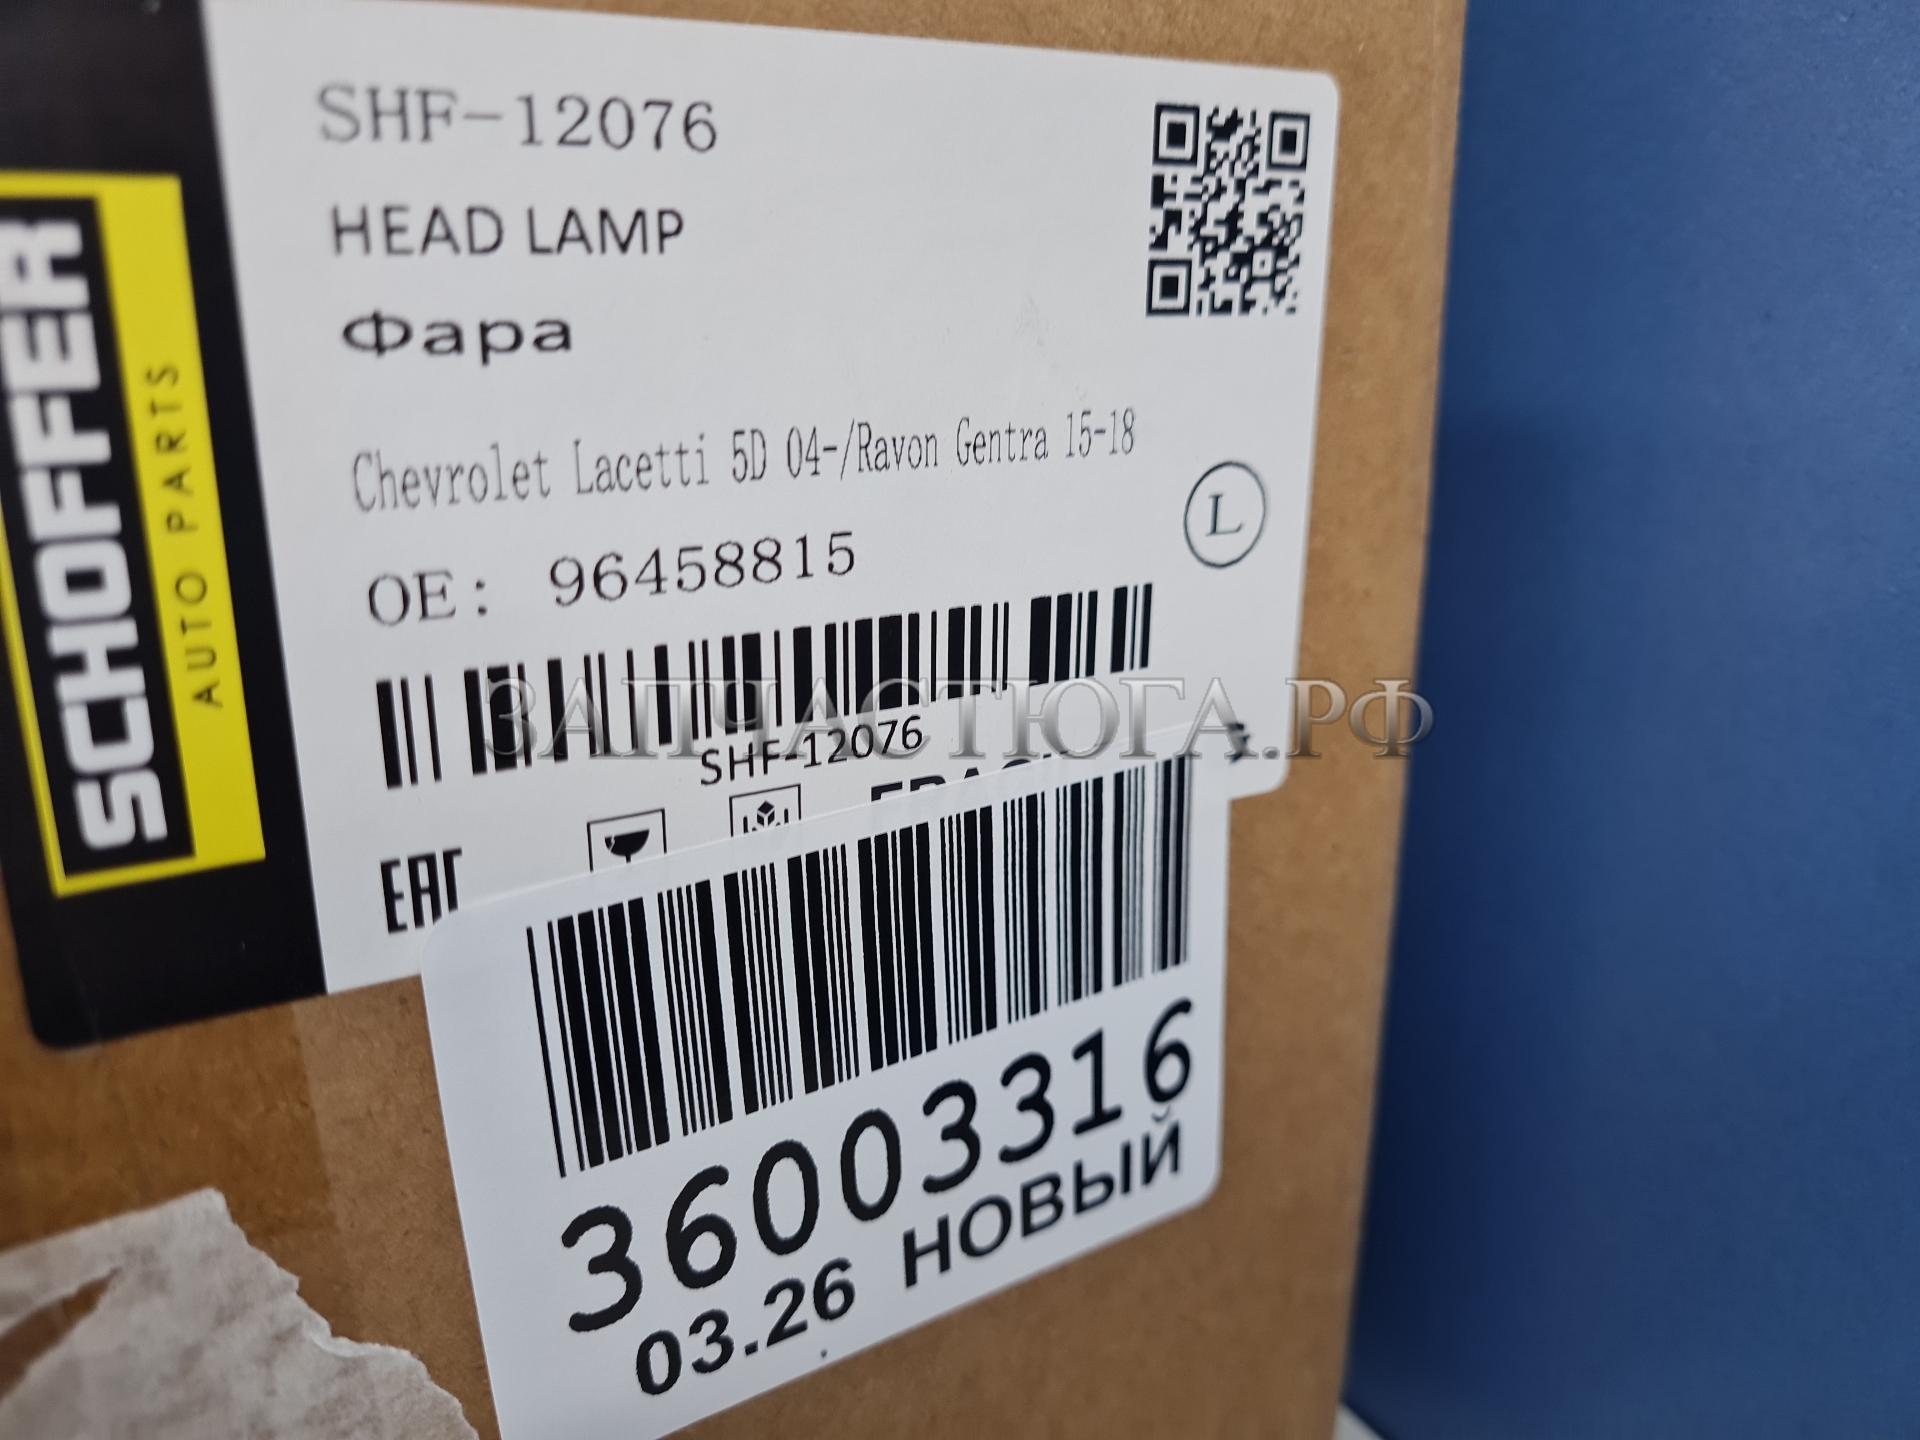 SCHOFFER
AUTO PARTS
SHF-12076
HEAD LAMP
Фара
Chevrolet Lacetti 5D 04-/Ravon Gentra 15-18
L
OE: 96458815
ЗАПЧАСТЮГА.РФ
SHF-12076
EAC
36003316
03.26 НОВЫЙ